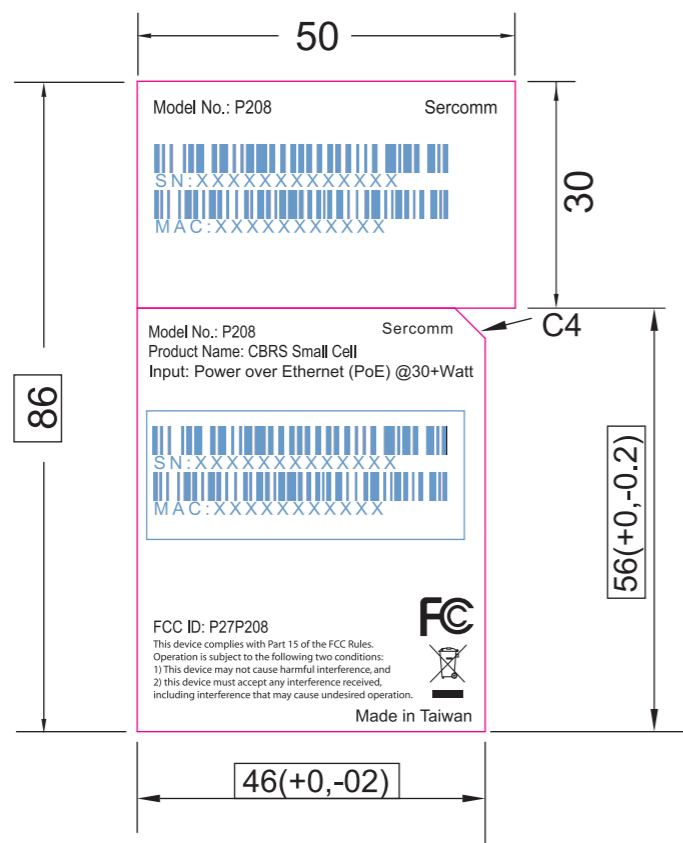 50
Model No.: P208 Sercomm
SN:XXXXXXXXXXXXX
MAC:XXXXXXXXXXX
30
Model No.: P208 Sercomm
C4
Product Name: CBRS Small Cell
Input: Power over Ethernet (PoE) @30+Watt
86
SN:XXXXXXXXXXXXX
MAC:XXXXXXXXXXX
56(+0,-0.2)
FCC ID: P27P208
FC
This device complies with Part 15 of the FCC Rules.
Operation is subject to the following two conditions:
1) This device may not cause harmful interference, and
2) this device must accept any interference received,
including interference that may cause undesired operation.
Made in Taiwan
46(+0,-02)